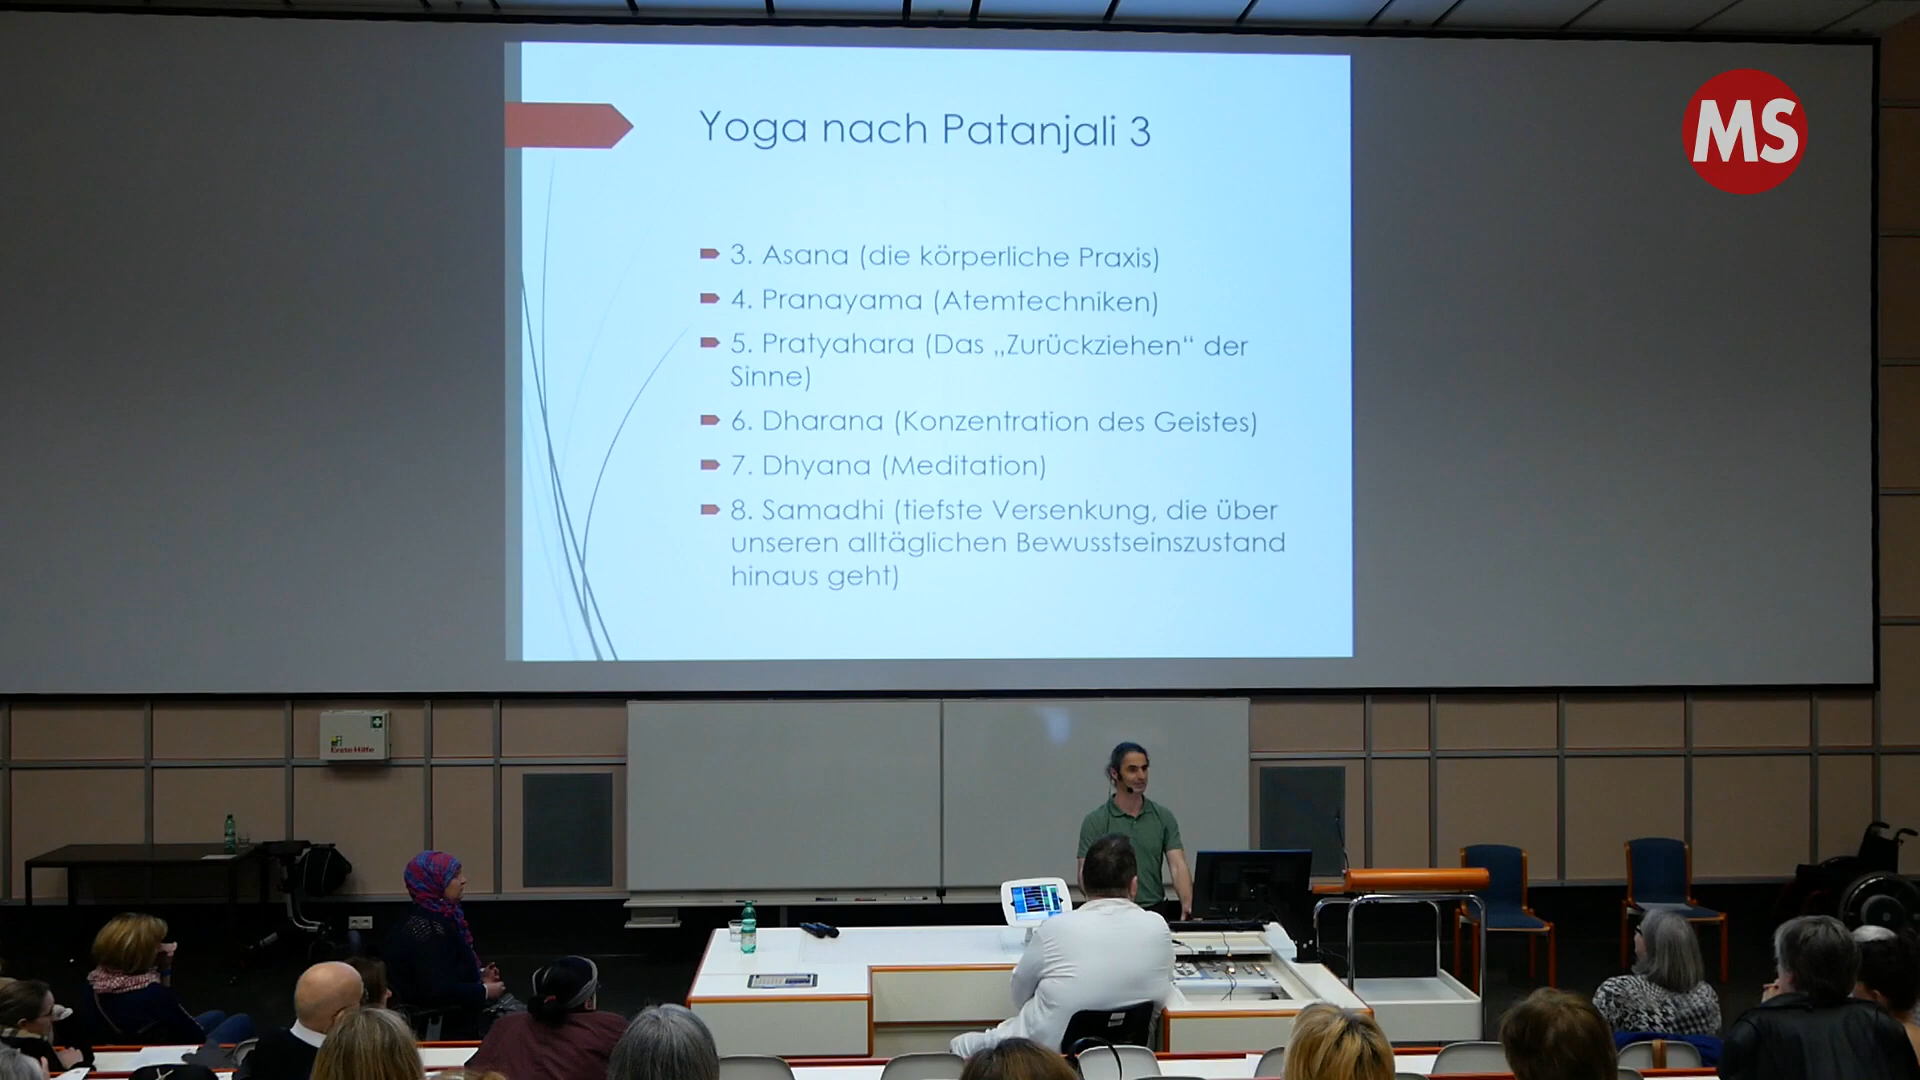 Yoga nach Patanjali 3
MS
3. Asana (die körperliche Praxis)
4. Pranayama (Atemtechniken)
5. Pratyahara (Das „Zurückziehen“ der
Sinne)
6. Dharana (Konzentration des Geistes)
7. Dhyana (Meditation)
8. Samadhi (tiefste Versenkung, die über
unseren alltäglichen Bewusstseinszustand
hinaus geht)
Erste Hilfe